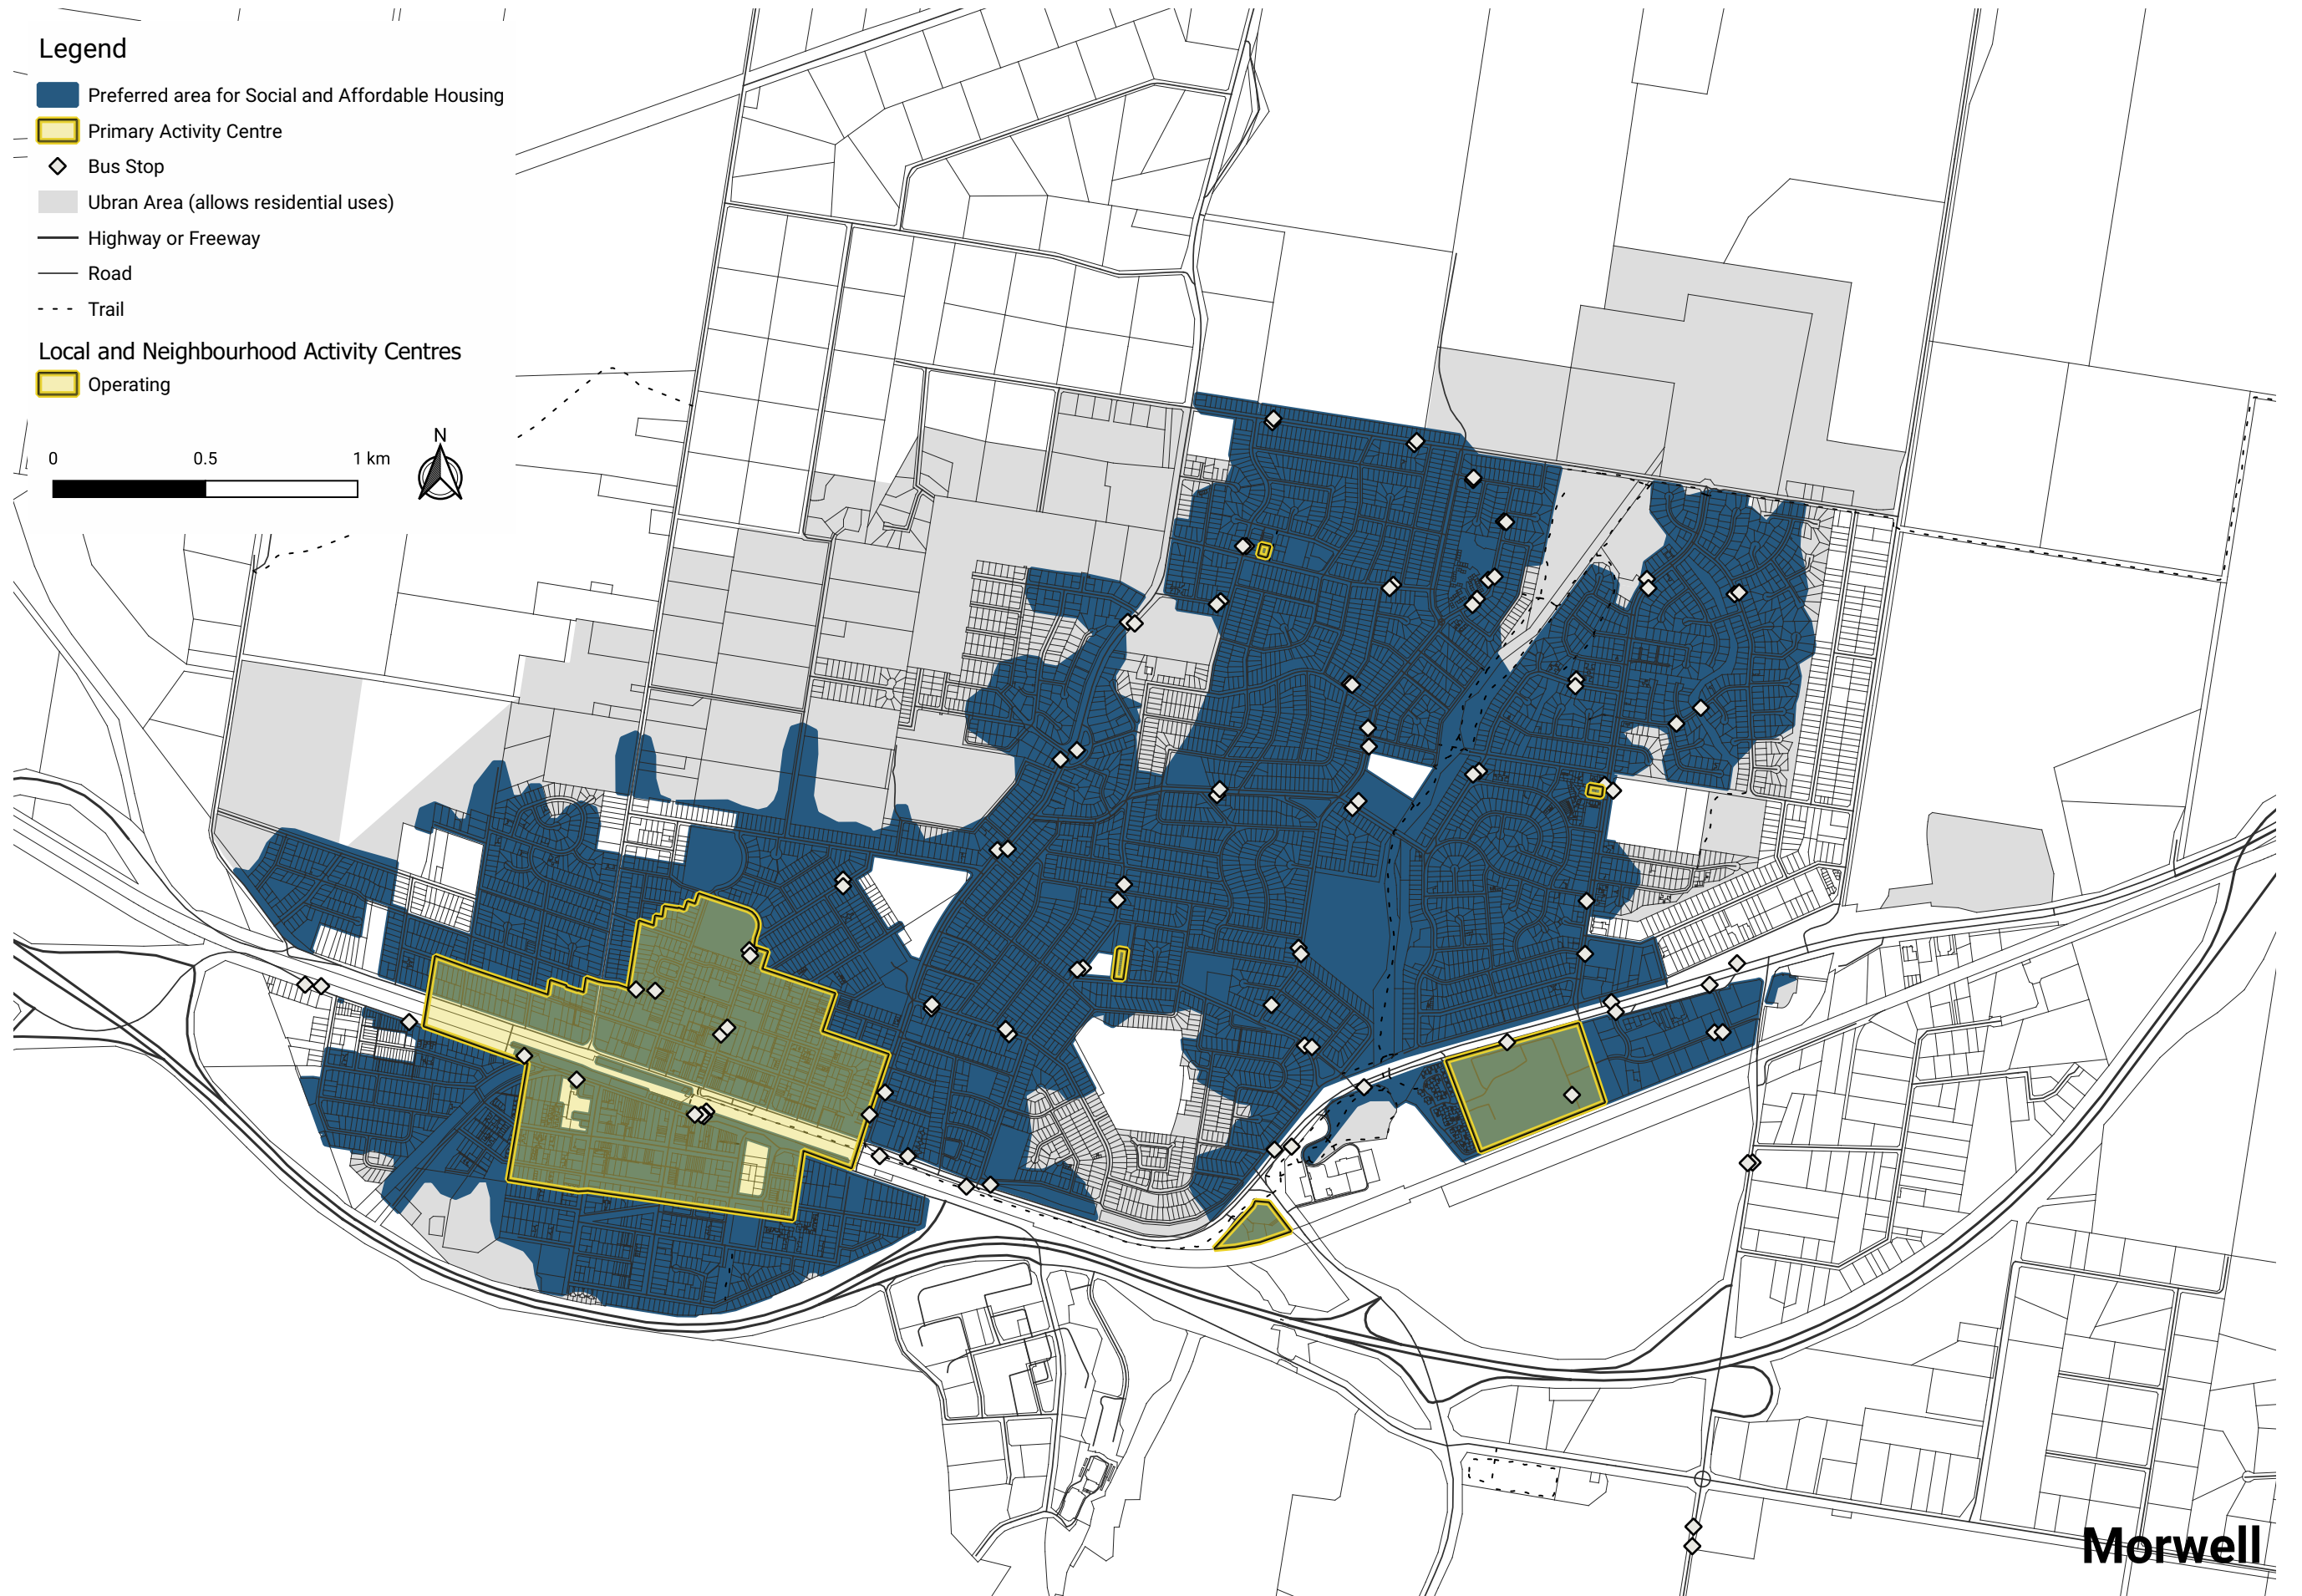 Legend
Preferred area for Social and Affordable Housing
Primary Activity Centre
Bus Stop
Ubran Area (allows residential uses)
Highway or Freeway
Road
Trail
Local and Neighbourhood Activity Centres
Operating
N
0 0.5 1 km
Morwell